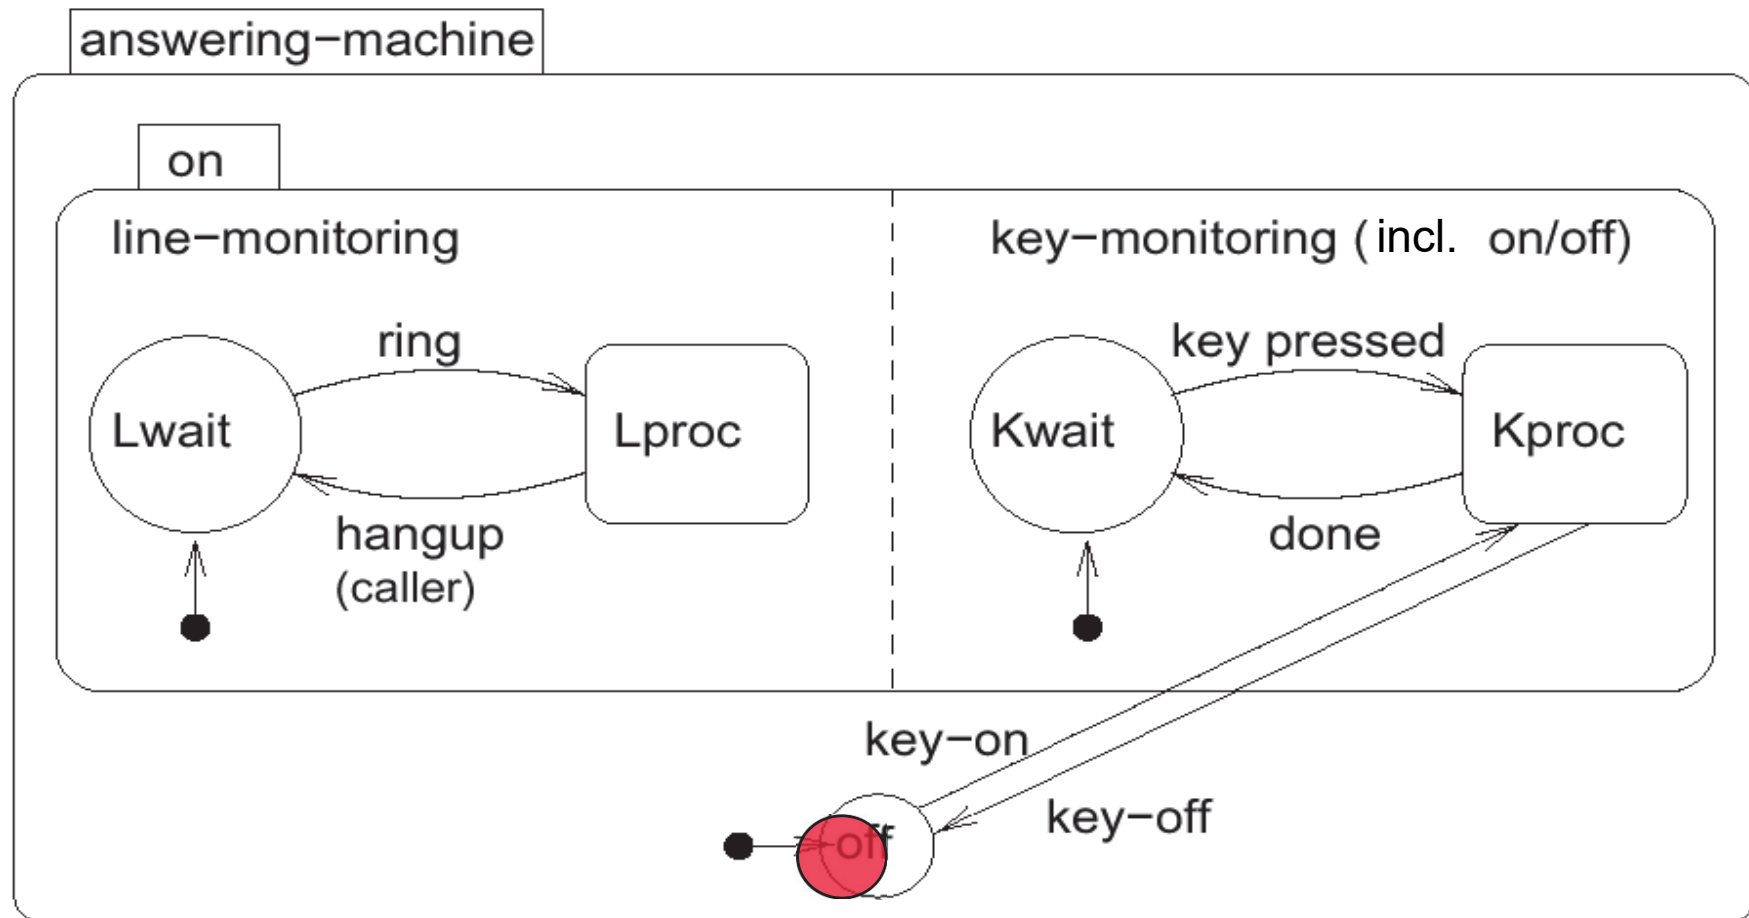 answering−machine
on
line−monitoring
key−monitoring (incl. on/off)
ring
key pressed
Lwait
Lproc
Kwait
Kproc
hangup
(caller)
done
key−on
key−off
off